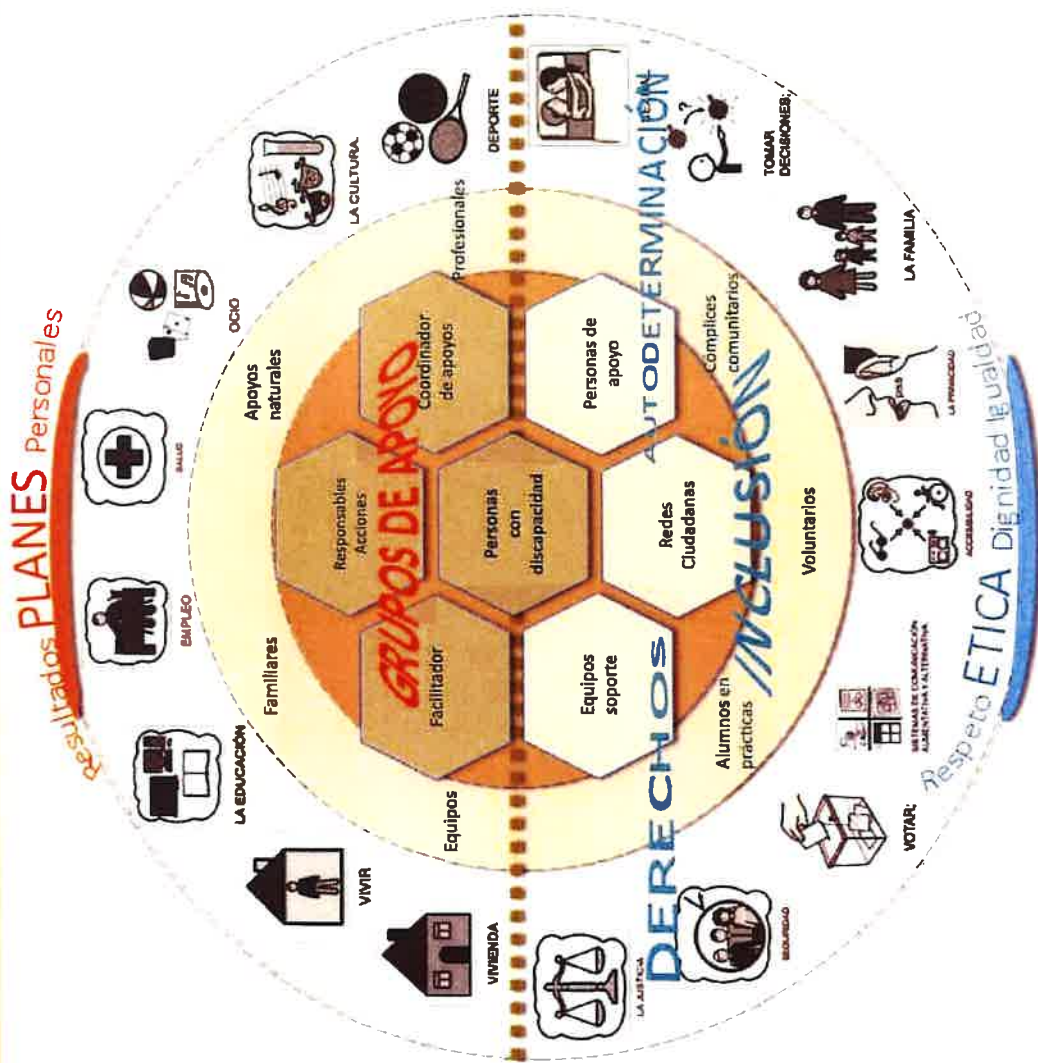 Resultados PLANES Personales
SALUD
EMPLEO
OCIO
LA EDUCACIÓN
LA CULTURA.
VIVIR
DEPORTE
VIVIENDA
Familiares
Apoyos
naturales
Equipos
Profesionales
Responsables
Acciones
GRUPOS DE APOYO
Facilitador
Coordinador
de apoyos
Personas
con
discapacidad
Equipos
soporte
Redes
Ciudadanas
Personas de
apoyo
DERECHOS
AUTODETERMINACIÓN
INCLUSIÓN
Alumnos en
prácticas
Voluntarios
Complices
comunitarios
LA JUSTICA
SEGURIDAD
TOMAR
DECISIONES:
VOTAR:
LA FAMILIA
SISTEMAS DE COMUNICACIÓN
AUMENTATIVA Y ALTERNATIVA
ACCESIBILIDAD
LA PRIVACIDAD
Respeto ETICA Dignidad Igualdad